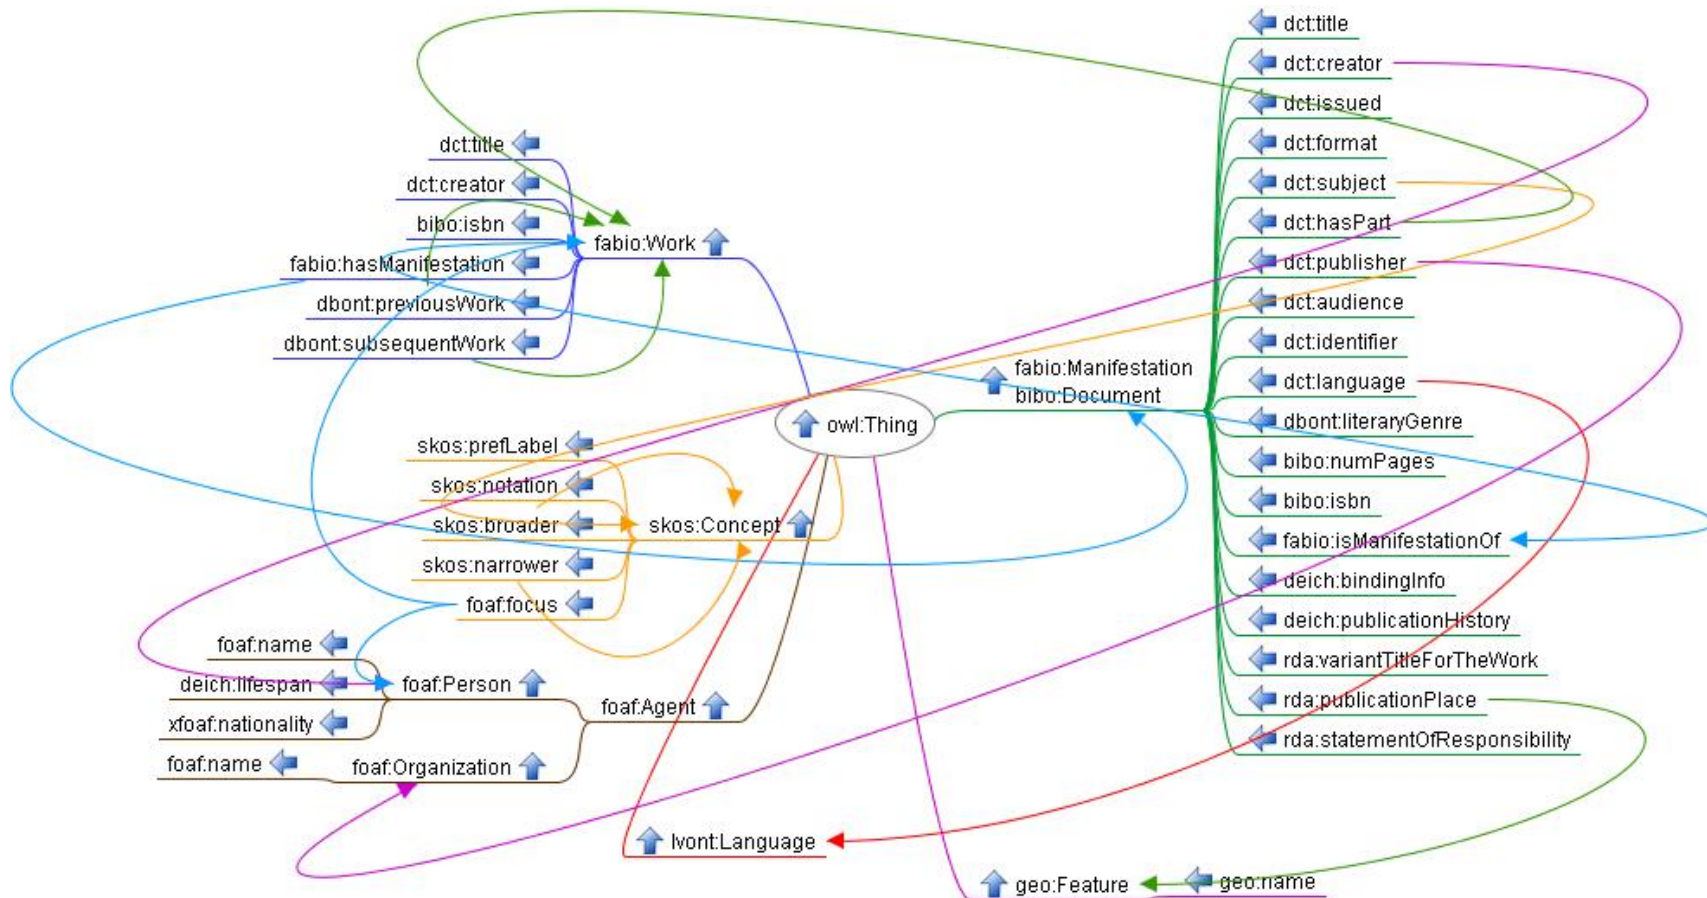 dct:title
dct:creator
bibo:isbn
fabio:hasManifestation
dbont:previousWork
dbont:subsequentWork
fabio:Work
owl:Thing
skos:prefLabel
skos:notation
skos:broader
skos:narrower
foaf:focus
skos:Concept
foaf:name
deich:lifespan
xfoaf:nationality
foaf:Person
foaf:name
foaf:Organization
foaf:Agent
lvont:Language
geo:Feature
geo:name
fabio:Manifestation
bibo:Document
dct:title
dct:creator
dct:issued
dct:format
dct:subject
dct:hasPart
dct:publisher
dct:audience
dct:identifier
dct:language
dbont:literaryGenre
bibo:numPages
bibo:isbn
fabio:isManifestationOf
deich:bindingInfo
deich:publicationHistory
rda:variantTitleForTheWork
rda:publicationPlace
rda:statementOfResponsibility